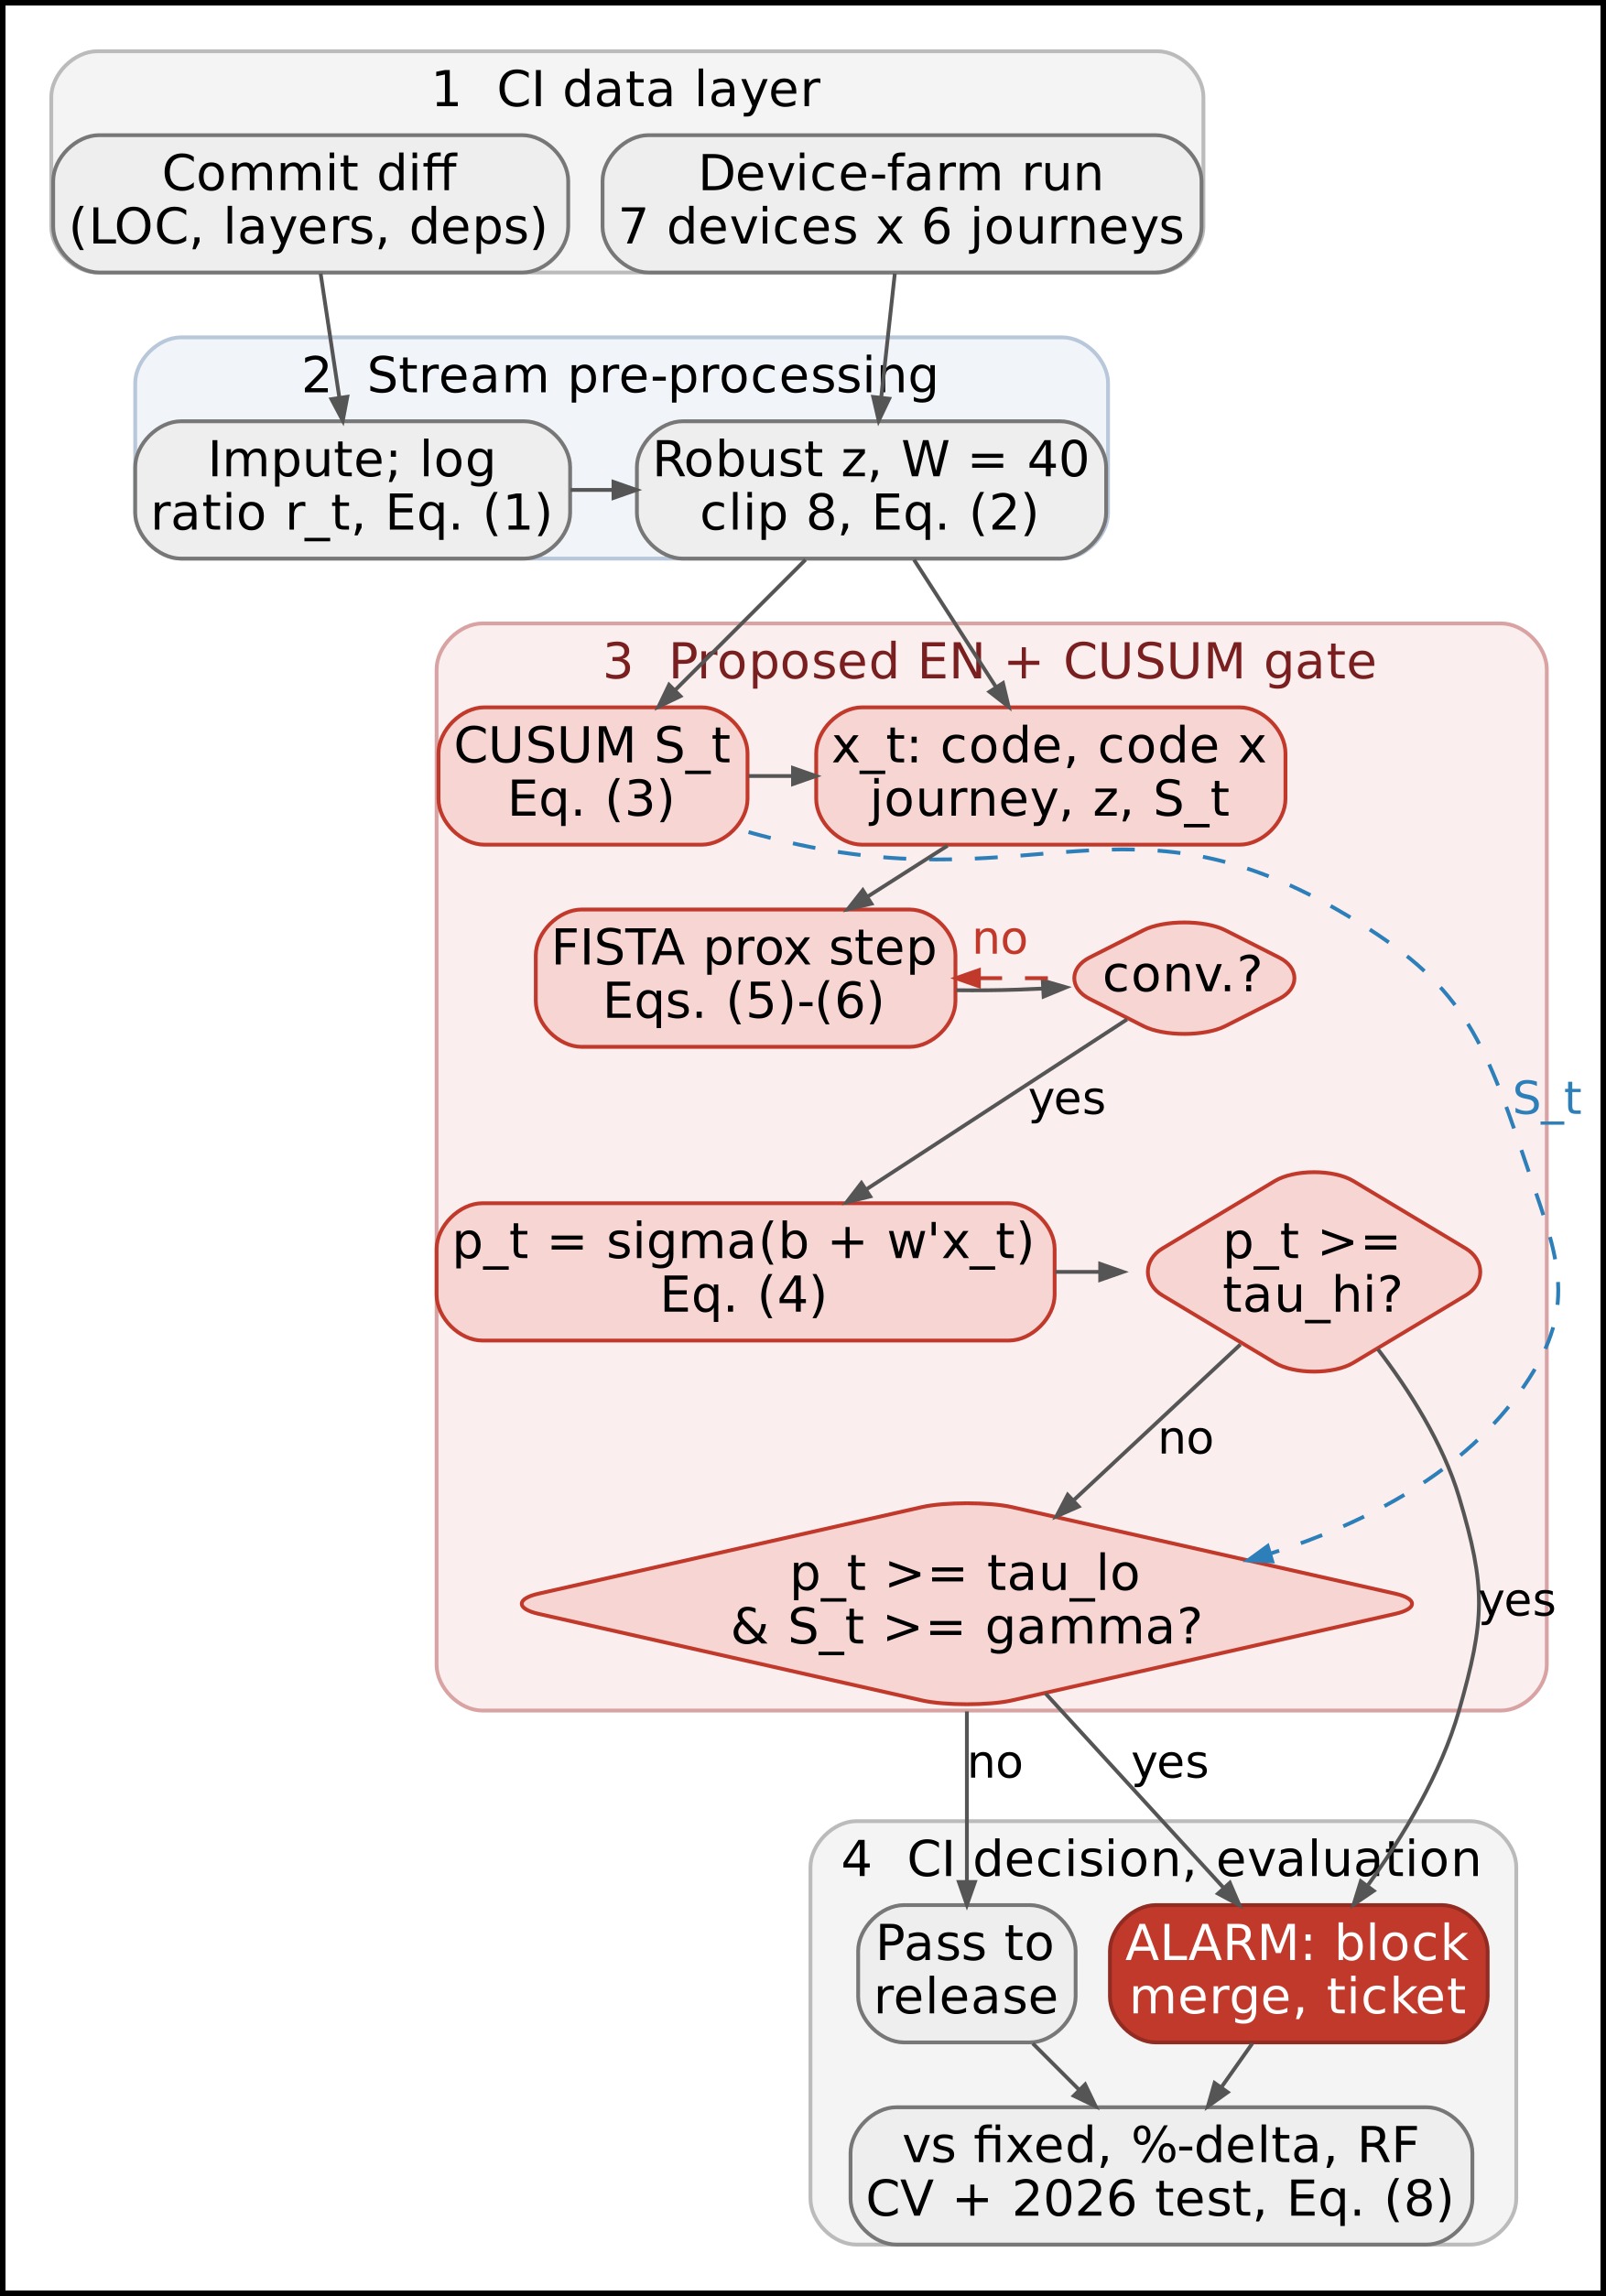 1  CI data layer
Commit diff
(LOC, layers, deps)
Device-farm run
7 devices x 6 journeys
2  Stream pre-processing
Impute; log
ratio r_t, Eq. (1)
Robust z, W = 40
clip 8, Eq. (2)
3  Proposed EN + CUSUM gate
CUSUM S_t
Eq. (3)
x_t: code, code x
journey, z, S_t
FISTA prox step
Eqs. (5)-(6)
no
conv.?
yes
S_t
p_t = sigma(b + w'x_t)
Eq. (4)
p_t >=
tau_hi?
no
yes
p_t >= tau_lo
& S_t >= gamma?
no
yes
4  CI decision, evaluation
Pass to
release
ALARM: block
merge, ticket
vs fixed, %-delta, RF
CV + 2026 test, Eq. (8)